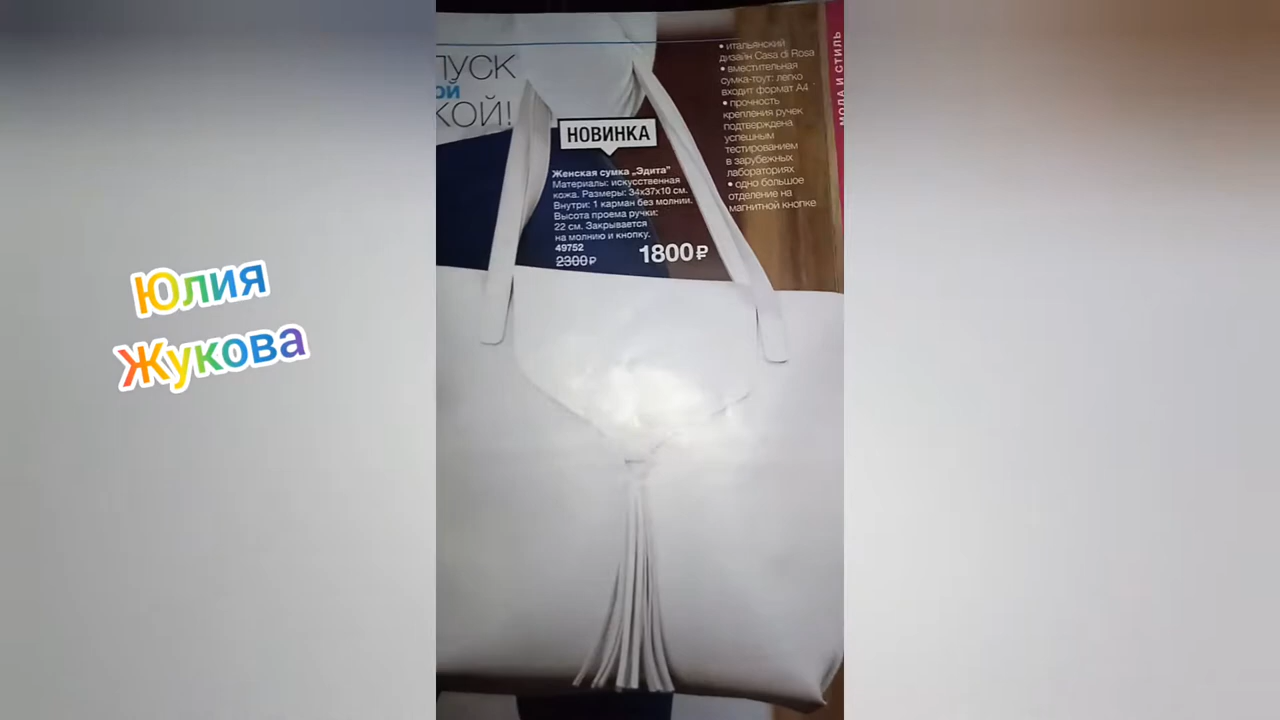 Юлия
Жукова
ПУСК
ой
КОЙ!
НОВИНКА
Женская сумка „Эдита"
Материалы: искусственная
кожа. Размеры: 34х37х10 см.
Внутри: 1 карман без молнии.
Высота проема ручки:
22 см. Закрывается
на молнию и кнопку.
49752
2300 ₽
1800 ₽
• итальянский
дизайн Casa di Rosa
• вместительная
сумка-тоут: легко
входит формат А4
• прочность
крепления ручек
подтверждена
успешным
тестированием
в зарубежных
лабораториях
• одно большое
отделение на
магнитной кнопке
МОДА И СТИЛЬ